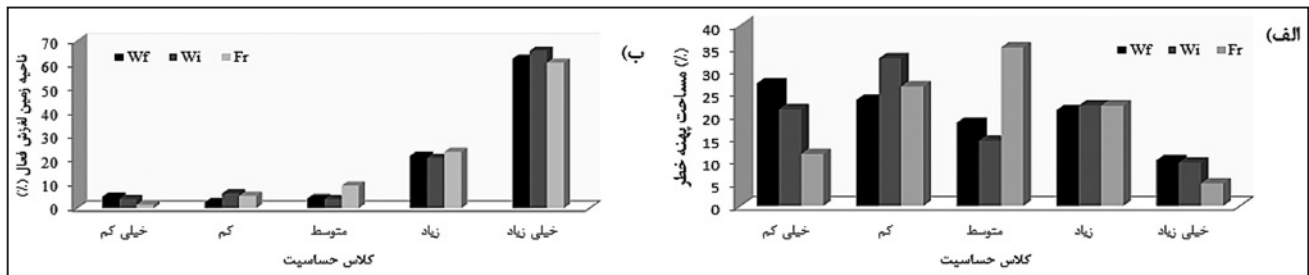 الف)
مساحت پهنه خطر (%)
40
35
30
25
20
15
10
5
0
Wf Wi Fr
خیلی کم کم متوسط زیاد خیلی زیاد
کلاس حساسیت
ب)
ناحیه زمین لغزش فعال (%)
70
60
50
40
30
20
10
0
Wf Wi Fr
خیلی کم کم متوسط زیاد خیلی زیاد
کلاس حساسیت